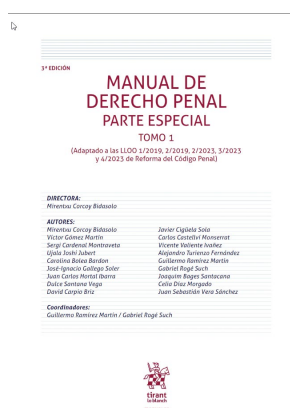 3ª EDICIÓN
MANUAL DE
DERECHO PENAL
PARTE ESPECIAL
TOMO 1
(Adaptado a las LLOO 1/2019, 2/2019, 2/2023, 3/2023
y 4/2023 de Reforma del Código Penal)
DIRECTORA:
Mirentxu Corcoy Bidasolo
AUTORES:
Mirentxu Corcoy Bidasolo
Víctor Gómez Martín
Sergi Cardenal Montraveta
Ujala Joshi Jubert
Carolina Bolea Bardon
José-Ignacio Gallego Soler
Juan Carlos Hortal Ibarra
Dulce Santana Vega
David Carpio Briz
Javier Cigüela Sola
Carlos Castellví Monserrat
Vicente Valiente Ivañez
Alejandro Turienzo Fernández
Guillermo Ramírez Martín
Gabriel Rogé Such
Joaquim Bages Santacana
Celia Díaz Morgado
Juan Sebastián Vera Sánchez
Coordinadores:
Guillermo Ramírez Martín / Gabriel Rogé Such
tirant
lo blanch